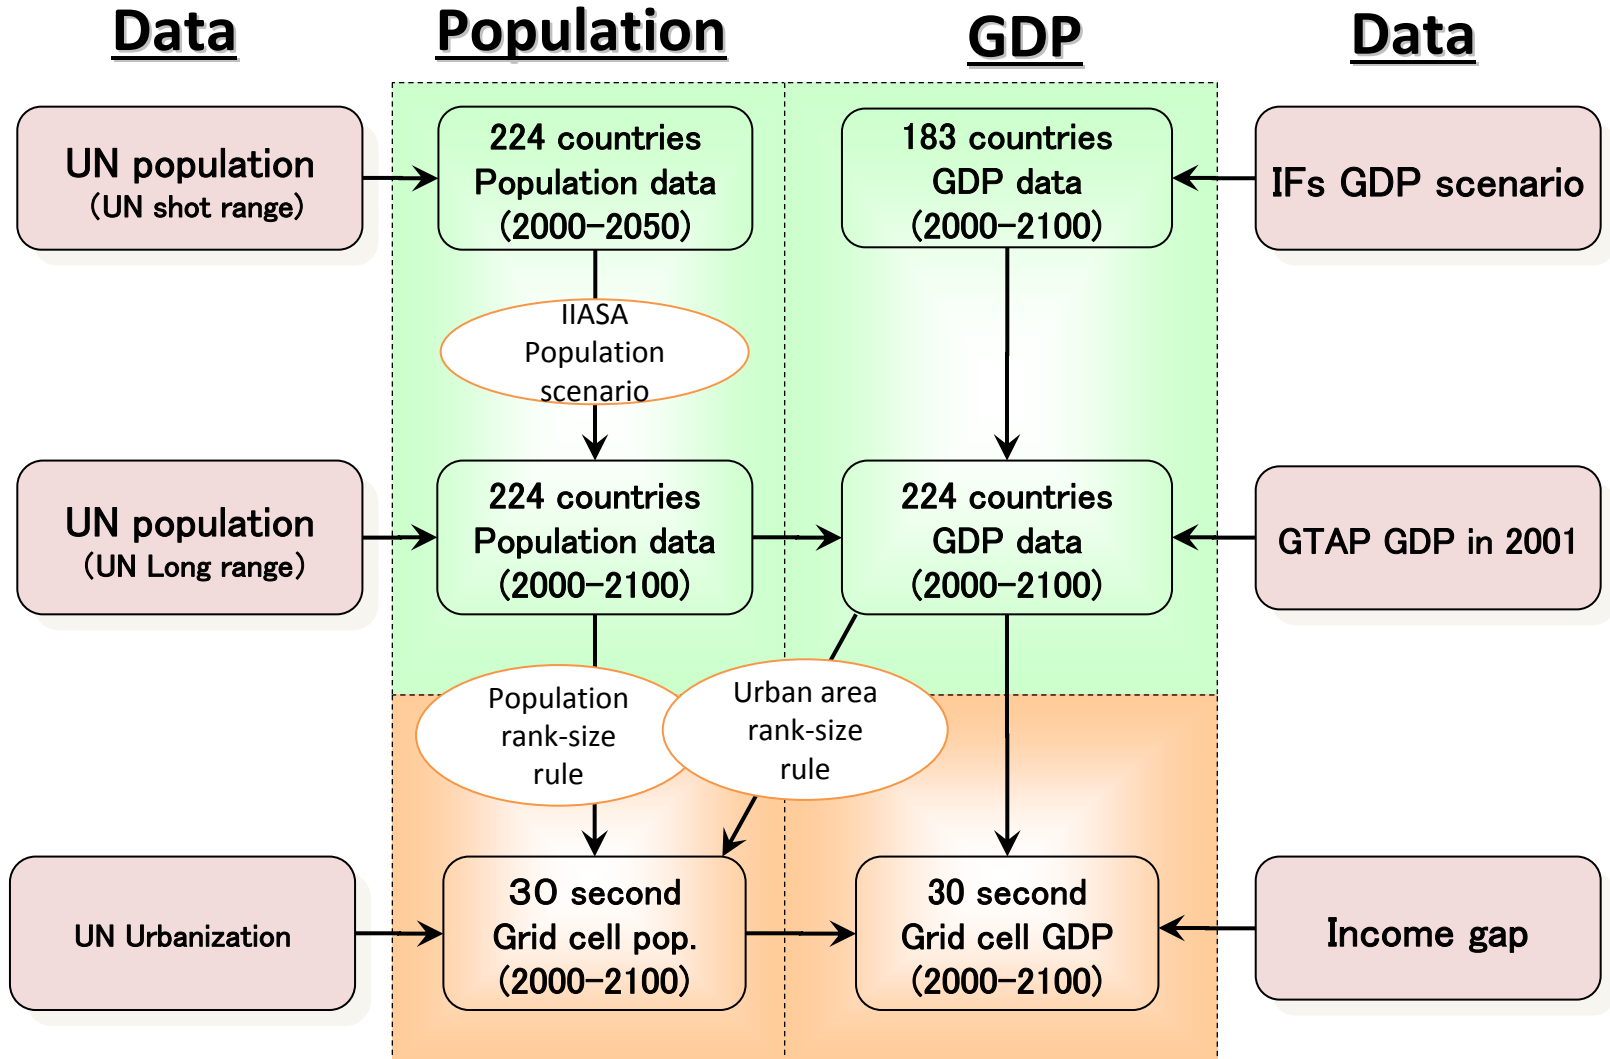 Data
Population
GDP
Data
UN population
(UN shot range)
224 countries
Population data
(2000-2050)
183 countries
GDP data
(2000-2100)
IFs GDP scenario
IIASA
Population
scenario
UN population
(UN Long range)
224 countries
Population data
(2000-2100)
224 countries
GDP data
(2000-2100)
GTAP GDP in 2001
Population
rank-size
rule
Urban area
rank-size
rule
UN Urbanization
30 second
Grid cell pop.
(2000-2100)
30 second
Grid cell GDP
(2000-2100)
Income gap